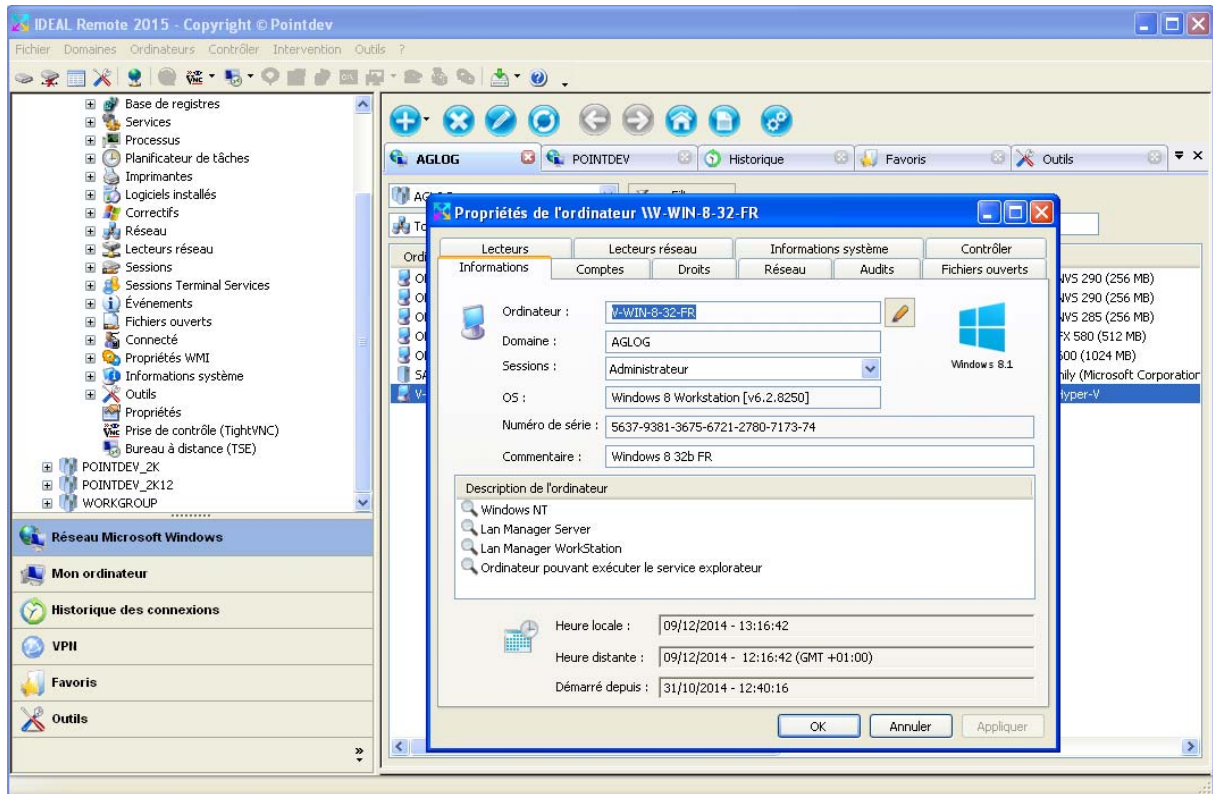 IDEAL Remote 2015 - Copyright © Pointdev
Fichier Domaines Ordinateurs Contrôler Intervention Outils ?
Base de registres
Services
Processus
Planificateur de tâches
Imprimantes
Logiciels installés
Correctifs
Réseau
Lecteurs réseau
Sessions
Sessions Terminal Services
Événements
Fichiers ouverts
Connecté
Propriétés WMI
Informations système
Outils
Propriétés
Prise de contrôle (TightVNC)
Bureau à distance (TSE)
POINTDEV_2K
POINTDEV_2K12
WORKGROUP
Réseau Microsoft Windows
Mon ordinateur
Historique des connexions
VPN
Favoris
Outils
AGLOG POINTDEV Historique Favoris Outils
NVS 290 (256 MB)
NVS 290 (256 MB)
NVS 285 (256 MB)
FX 580 (512 MB)
600 (1024 MB)
(Microsoft Corporation
Hyper-V
Propriétés de l'ordinateur \\V-WIN-8-32-FR
Lecteurs Lecteurs réseau Informations système Contrôler
Informations Comptes Droits Réseau Audits Fichiers ouverts
Ordinateur : V-WIN-8-32-FR
Domaine : AGLOG
Sessions : Administrateur
Windows 8.1
OS : Windows 8 Workstation [v6.2.8250]
Numéro de série : 5637-9381-3675-6721-2780-7173-74
Commentaire : Windows 8 32b FR
Description de l'ordinateur
Windows NT
Lan Manager Server
Lan Manager WorkStation
Ordinateur pouvant exécuter le service explorateur
Heure locale : 09/12/2014 - 13:16:42
Heure distante : 09/12/2014 - 12:16:42 (GMT +01:00)
Démarré depuis : 31/10/2014 - 12:40:16
OK Annuler Appliquer